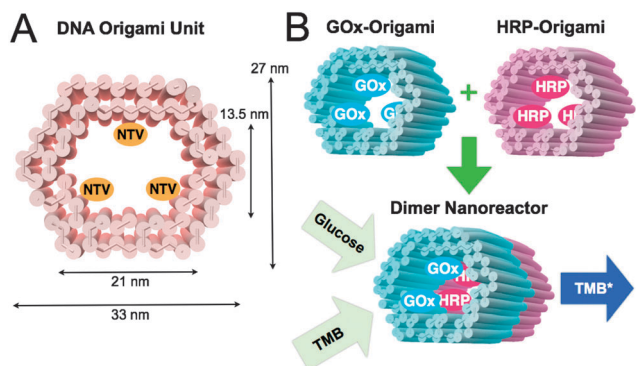 A
DNA Origami Unit
27 nm
13.5 nm
NTV
NTV
NTV
21 nm
33 nm
B
GOx-Origami
HRP-Origami
GOx
GOx
G
+
HRP
HRP
HR
Dimer Nanoreactor
Glucose
TMB
GOx
GOx
HRP
TMB*